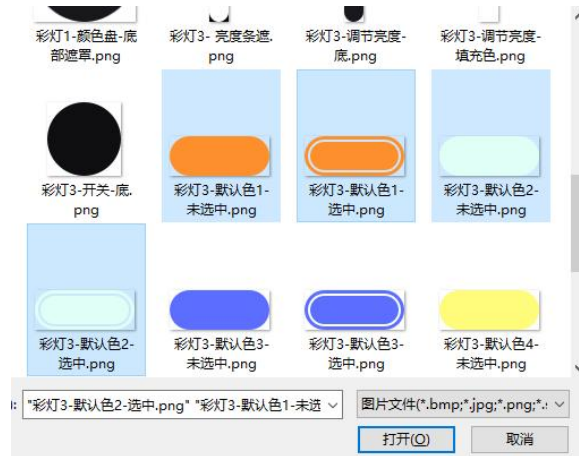 彩灯1-颜色盘-底
部遮罩.png
彩灯3- 亮度条遮.
png
彩灯3-调节亮度-
底.png
彩灯3-调节亮度-
填充色.png
彩灯3-开关-底.
png
彩灯3-默认色1-
未选中.png
彩灯3-默认色1-
选中.png
彩灯3-默认色2-
未选中.png
彩灯3-默认色2-
选中.png
彩灯3-默认色3-
未选中.png
彩灯3-默认色3-
选中.png
彩灯3-默认色4-
未选中.png
"彩灯3-默认色2-选中.png" "彩灯3-默认色1-未选
图片文件(*.bmp;*.jpg;*.png;*.
打开(O)
取消